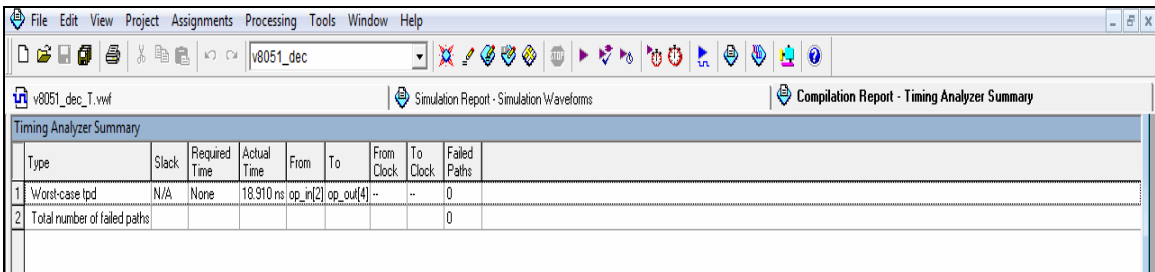 File Edit View Project Assignments Processing Tools Window Help
v8051_dec
STOP
v8051_dec_T.vwf Simulation Report - Simulation Waveforms Compilation Report - Timing Analyzer Summary
Timing Analyzer Summary
Type Slack Required Time Actual Time From To From Clock To Clock Failed Paths
1 Worst-case tpd N/A None 18.910 ns op_in[2] op_out[4] -- -- 0
2 Total number of failed paths 0